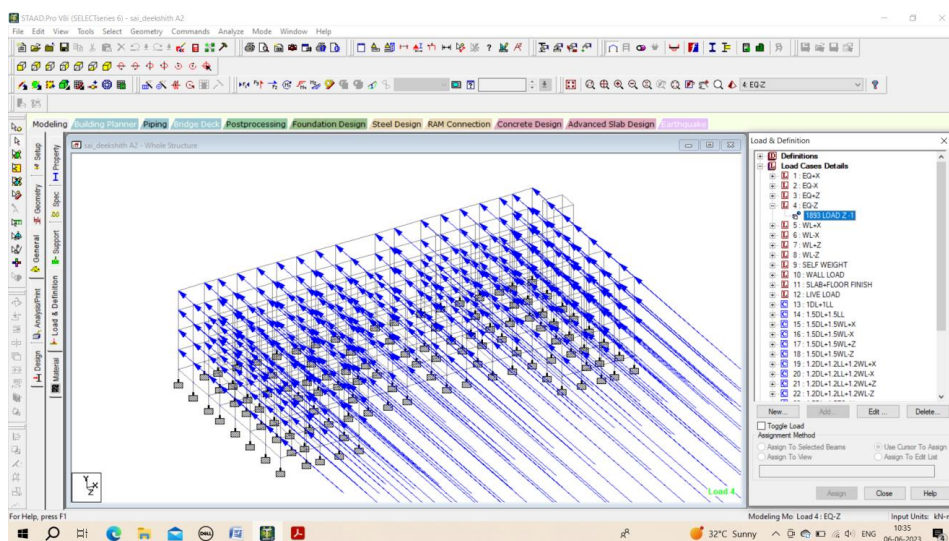 STAAD.Pro V8i (SELECTseries 6) - sai_deekshith A2
File Edit View Tools Select Geometry Commands Analyze Mode Window Help
4: EQ-Z
Modeling Building Planner Piping Bridge Deck Postprocessing Foundation Design Steel Design RAM Connection Concrete Design Advanced Slab Design Earthquake
Setup
Geometry
General
Analysis/Print
Design
Property
Spec
Support
Load & Definition
Material
sai_deekshith A2 - Whole Structure
Y
X
Z
Load 4
Load & Definition
Definitions
Load Cases Details
1 : EQ+X
2 : EQ-X
3 : EQ+Z
4 : EQ-Z
1893 LOAD Z -1
5 : WL+X
6 : WL-X
7 : WL+Z
8 : WL-Z
9 : SELF WEIGHT
10 : WALL LOAD
11 : SLAB+FLOOR FINISH
12 : LIVE LOAD
13 : 1DL+1LL
14 : 1.5DL+1.5LL
15 : 1.5DL+1.5WL+X
16 : 1.5DL+1.5WL-X
17 : 1.5DL+1.5WL+Z
18 : 1.5DL+1.5WL-Z
19 : 1.2DL+1.2LL+1.2WL+X
20 : 1.2DL+1.2LL+1.2WL-X
21 : 1.2DL+1.2LL+1.2WL+Z
22 : 1.2DL+1.2LL+1.2WL-Z
New... Add... Edit ... Delete...
Toggle Load
Assignment Method
Assign To Selected Beams Use Cursor To Assign
Assign To View Assign To Edit List
Assign Close Help
For Help, press F1
Modeling Mo Load 4 : EQ-Z Input Units: kN-
DELL
32°C Sunny
ENG
10:35
06-06-2023